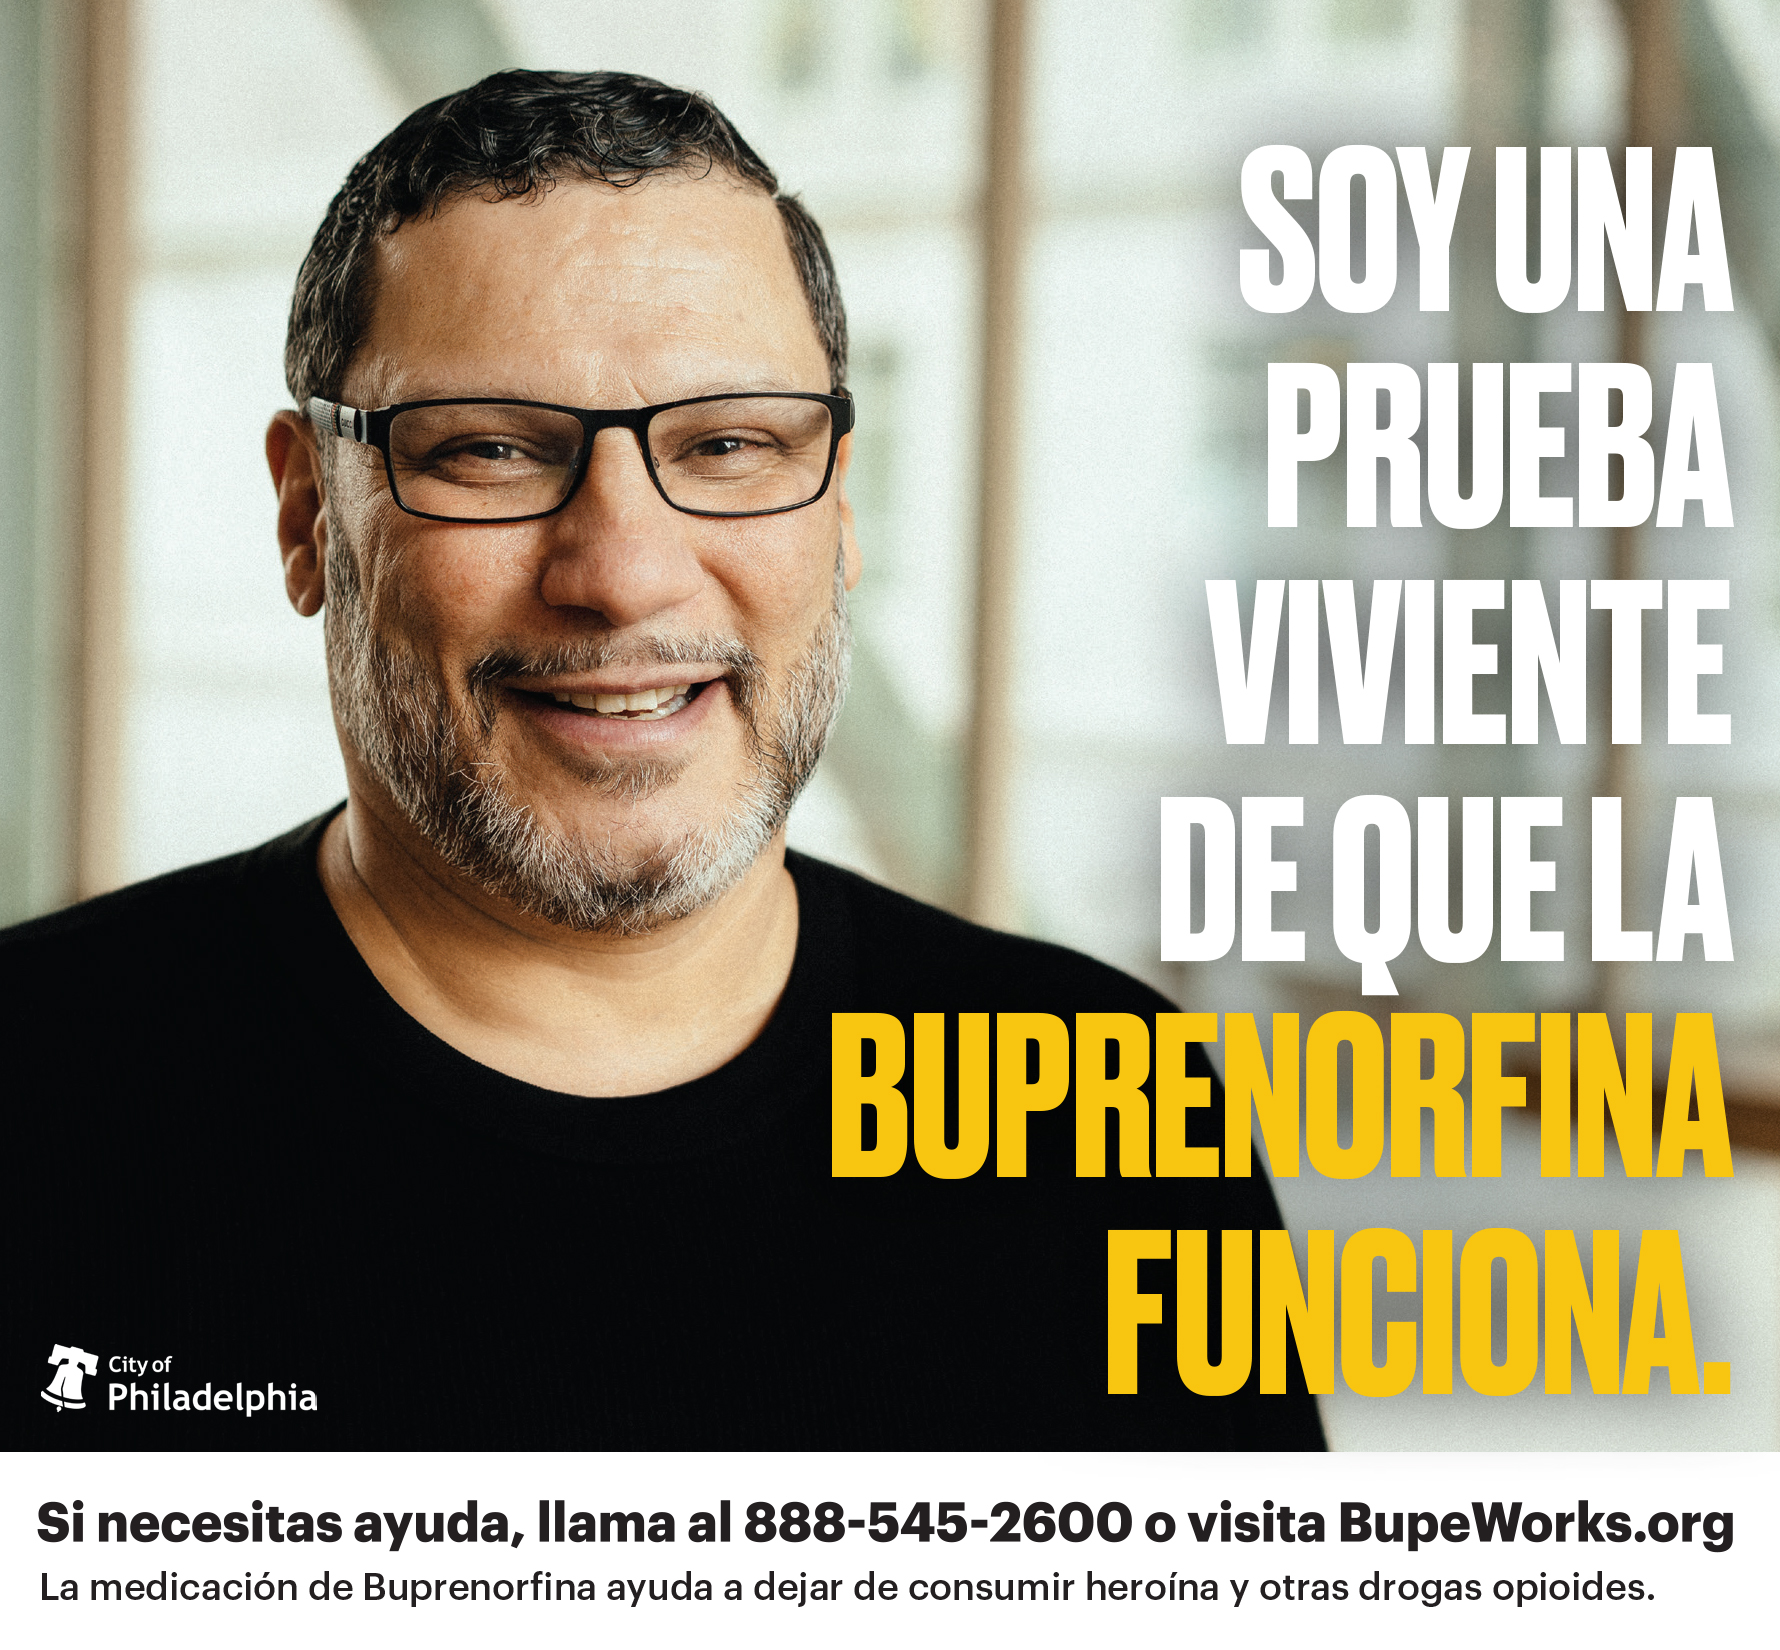 SOY UNA
PRUEBA
VIVIENTE
DE QUE LA
BUPRENORFINA
FUNCIONA.
City of
Philadelphia
Si necesitas ayuda, llama al 888-545-2600 o visita BupeWorks.org
La medicación de Buprenorfina ayuda a dejar de consumir heroína y otras drogas opioides.